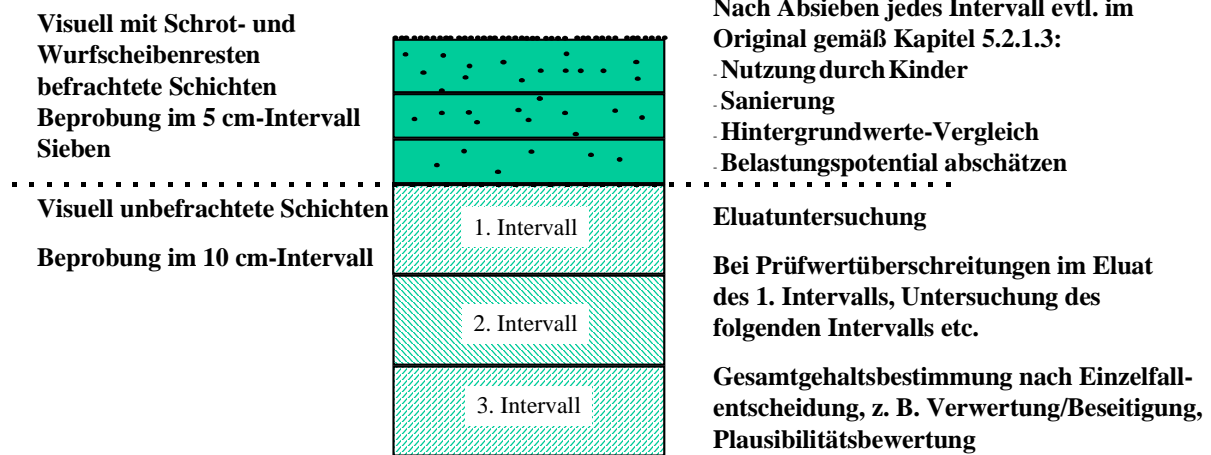 Visuell mit Schrot- und
Wurfscheibenresten
befrachtete Schichten
Beprobung im 5 cm-Intervall
Sieben
Nach Absieben jedes Intervall evtl. im
Original gemäß Kapitel 5.2.1.3:
- Nutzung durch Kinder
- Sanierung
- Hintergrundwerte-Vergleich
- Belastungspotential abschätzen
Visuell unbefrachtete Schichten
Beprobung im 10 cm-Intervall
1. Intervall
2. Intervall
3. Intervall
Eluatuntersuchung
Bei Prüfwertüberschreitungen im Eluat
des 1. Intervalls, Untersuchung des
folgenden Intervalls etc.
Gesamtgehaltsbestimmung nach Einzelfall-
entscheidung, z. B. Verwertung/Beseitigung,
Plausibilitätsbewertung